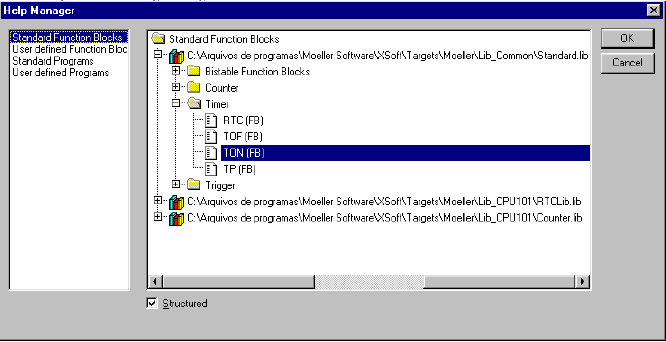 Help Manager
Standard Function Blocks
User defined Function Bloc
Standard Programs
User defined Programs
Standard Function Blocks
C:\Arquivos de programas\Moeller Software\XSoft\Targets\Moeller\Lib_Common\Standard.lib
Bistable Function Blocks
Counter
Timer
RTC (FB)
TOF (FB)
TON (FB)
TP (FB)
Trigger
C:\Arquivos de programas\Moeller Software\XSoft\Targets\Moeller\Lib_CPU101\RTCLib.lib
C:\Arquivos de programas\Moeller Software\XSoft\Targets\Moeller\Lib_CPU101\Counter.lib
Structured
OK
Cancel